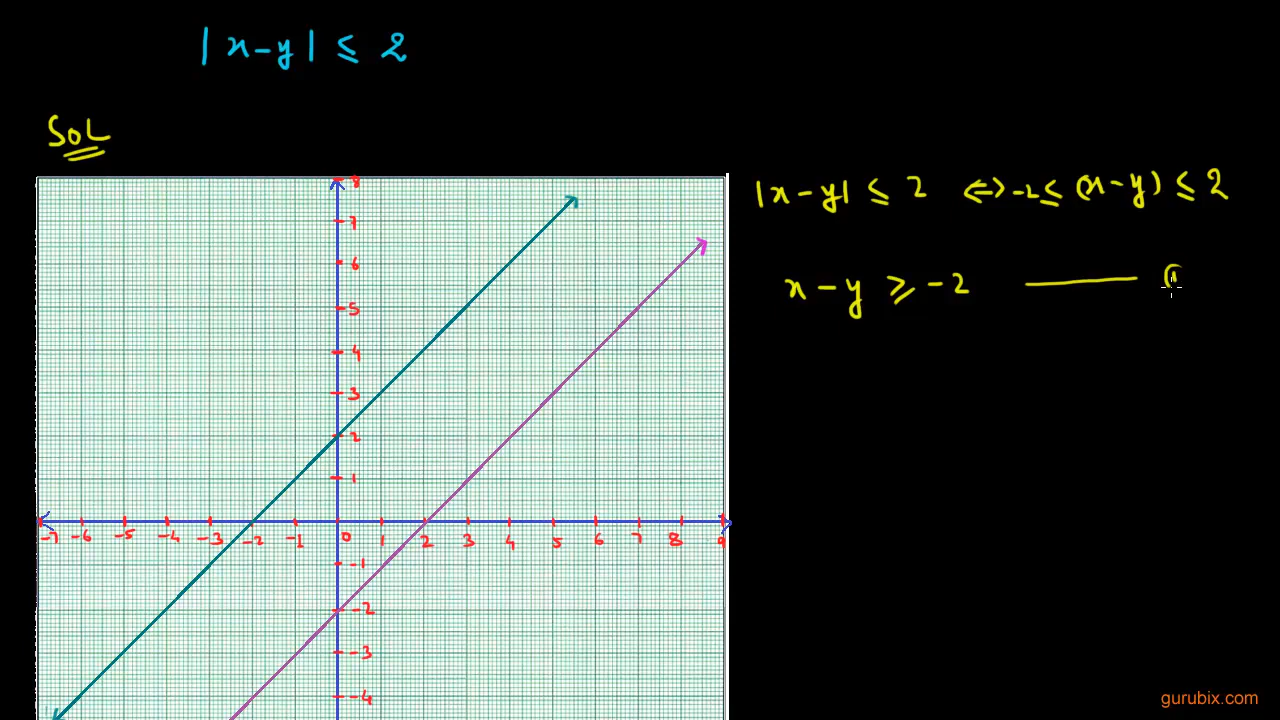 |x-y| ≤ 2
SOL
|x-y| ≤ 2 ⇔ -2 ≤ (x-y) ≤ 2
x-y ≥ -2 ——— (
8
7
6
5
4
3
2
1
-7 -6 -5 -4 -3 -2 -1 0 1 2 3 4 5 6 7 8 9
-1
-2
-3
-4
gurubix.com